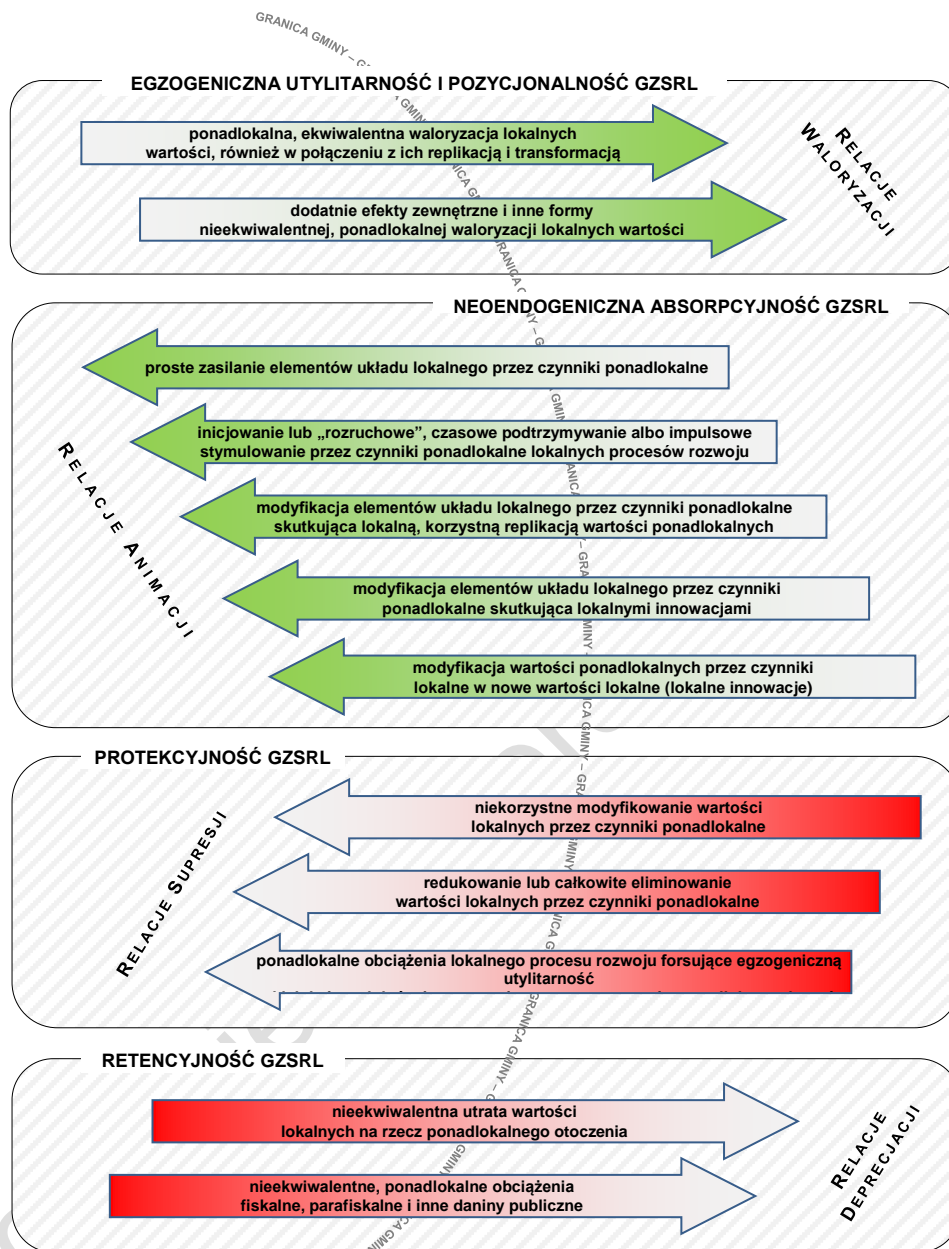 GRANICA GMINY –
EGZOGENICZNA UTYLITARNOŚĆ I POZYCJONALNOŚĆ GZSRL
ponadlokalna, ekwiwalentna waloryzacja lokalnych
wartości, również w połączeniu z ich replikacją i transformacją
dodatnie efekty zewnętrzne i inne formy
nieekwiwalentnej, ponadlokalnej waloryzacji lokalnych wartości
RELACJE
WALORYZACJI
GRANICA GMINY –
NEOENDOGENICZNA ABSORPCYJNOŚĆ GZSRL
proste zasilanie elementów układu lokalnego przez czynniki ponadlokalne
inicjowanie lub „rozruchowe”, czasowe podtrzymywanie albo impulsowe
stymulowanie przez czynniki ponadlokalne lokalnych procesów rozwoju
modyfikacja elementów układu lokalnego przez czynniki ponadlokalne
skutkująca lokalną, korzystną replikacją wartości ponadlokalnych
modyfikacja elementów układu lokalnego przez czynniki
ponadlokalne skutkująca lokalnymi innowacjami
modyfikacja wartości ponadlokalnych przez czynniki
lokalne w nowe wartości lokalne (lokalne innowacje)
RELACJE ANIMACJI
PROTEKCYJNOŚĆ GZSRL
niekorzystne modyfikowanie wartości
lokalnych przez czynniki ponadlokalne
redukowanie lub całkowite eliminowanie
wartości lokalnych przez czynniki ponadlokalne
ponadlokalne obciążenia lokalnego procesu rozwoju forsujące egzogeniczną
utylitarność
RELACJE SUPRESJI
GRANICA GMINY –
RETENCYJNOŚĆ GZSRL
nieekwiwalentna utrata wartości
lokalnych na rzecz ponadlokalnego otoczenia
nieekwiwalentne, ponadlokalne obciążenia
fiskalne, parafiskalne i inne daniny publiczne
RELACJE
DEPRECJACJI